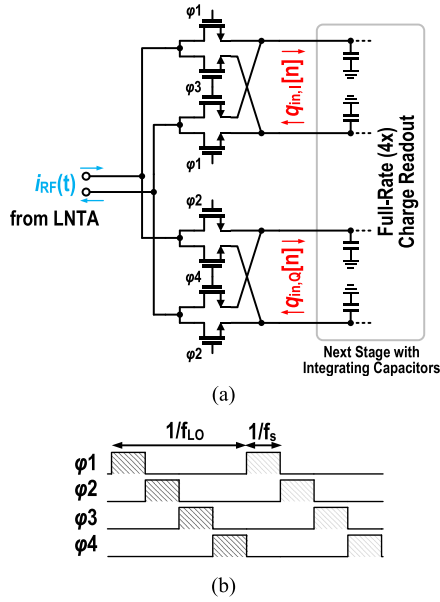 φ1
φ3
φ1
q_in,I[n]
i_RF(t)
from LNTA
φ2
φ4
φ2
q_in,Q[n]
Full-Rate (4x)
Charge Readout
Next Stage with
Integrating Capacitors
(a)
1/f_LO
1/f_s
φ1
φ2
φ3
φ4
(b)